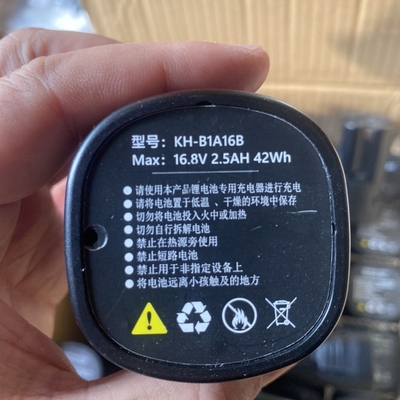 型号: KH-B1A16B
Max: 16.8V 2.5AH 42Wh
●请使用本产品锂电池专用充电器进行充电
●请将电池置于低温、干燥的环境中保存
●切勿将电池投入火中或加热
●切勿自行拆解电池
●禁止在热源旁使用
●禁止短路电池
●禁止用于非指定设备上
●将电池远离小孩触及的地方